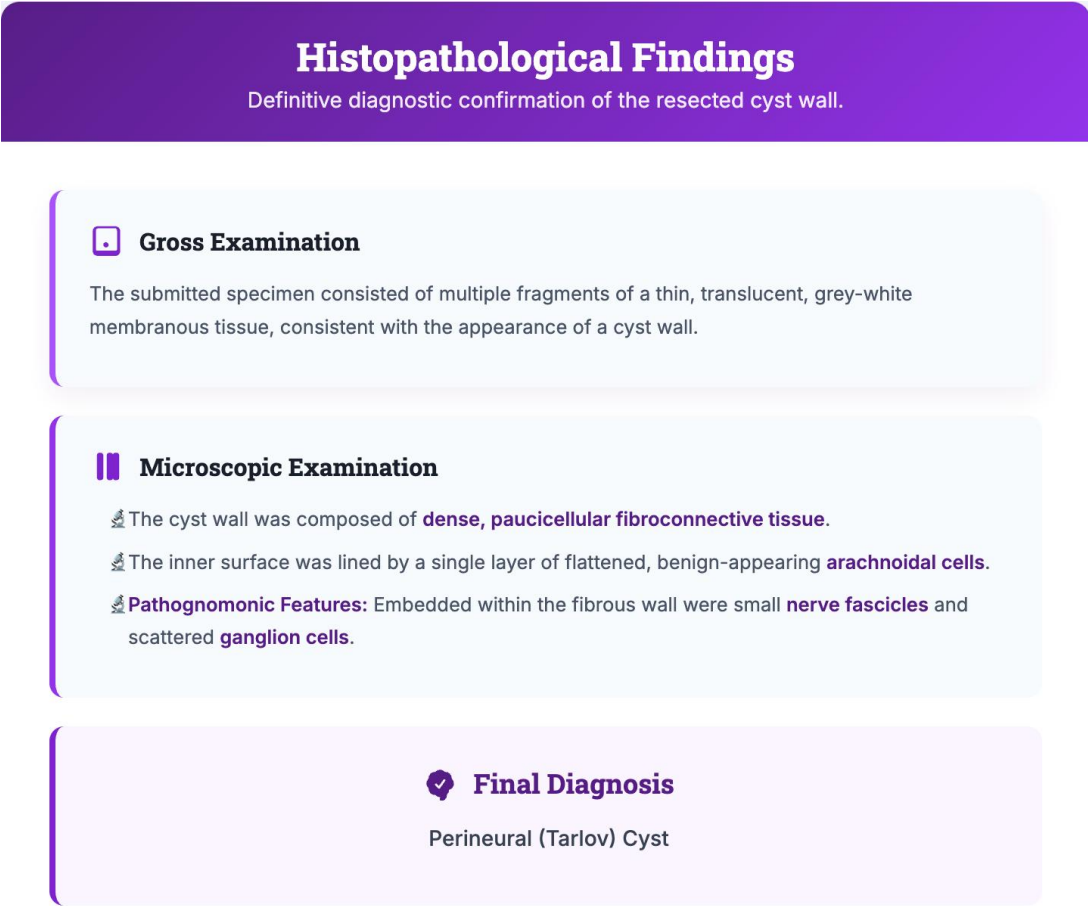 Histopathological Findings
Definitive diagnostic confirmation of the resected cyst wall.
Gross Examination
The submitted specimen consisted of multiple fragments of a thin, translucent, grey-white
membranous tissue, consistent with the appearance of a cyst wall.
Microscopic Examination
The cyst wall was composed of dense, paucicellular fibroconnective tissue.
The inner surface was lined by a single layer of flattened, benign-appearing arachnoidal cells.
Pathognomonic Features: Embedded within the fibrous wall were small nerve fascicles and
scattered ganglion cells.
Final Diagnosis
Perineural (Tarlov) Cyst